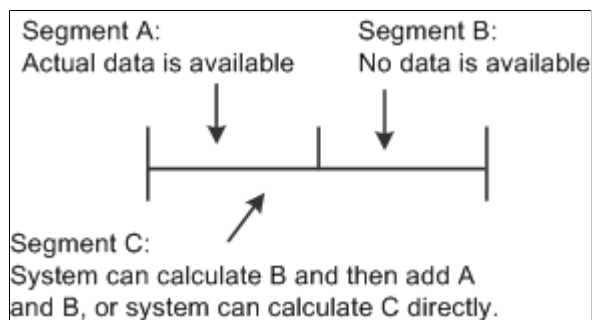 Segment A:
Actual data is available
Segment B:
No data is available
Segment C:
System can calculate B and then add A
and B, or system can calculate C directly.